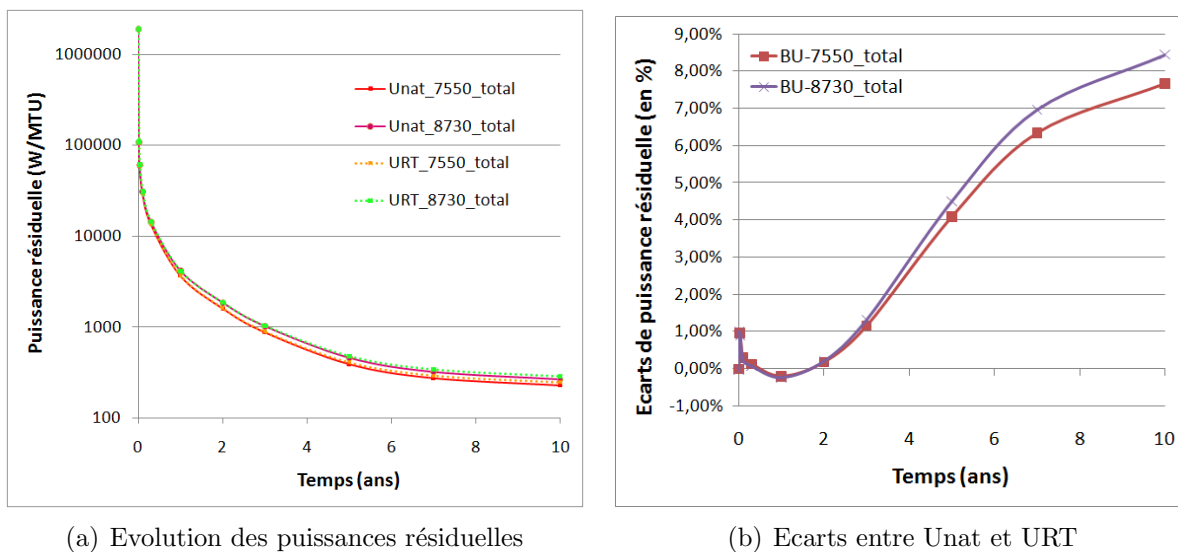 1000000
100000
10000
1000
100
Puissance résiduelle (W/MTU)
Unat_7550_total
Unat_8730_total
URT_7550_total
URT_8730_total
0 2 4 6 8 10
Temps (ans)
(a) Evolution des puissances résiduelles
9,00%
8,00%
7,00%
6,00%
5,00%
4,00%
3,00%
2,00%
1,00%
0,00%
-1,00%
Ecarts de puissance résiduelle (en %)
BU-7550_total
BU-8730_total
0 2 4 6 8 10
Temps (ans)
(b) Ecarts entre Unat et URT